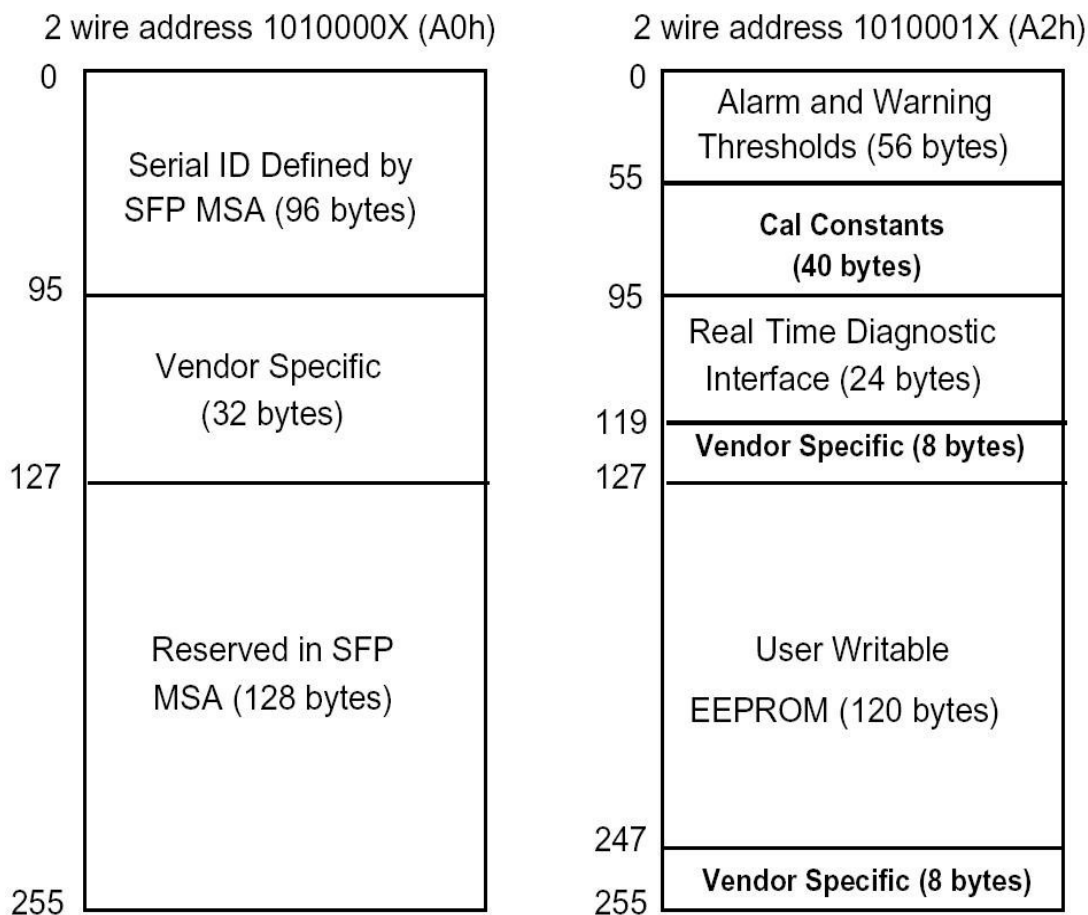 2 wire address 1010000X (A0h)
0
Serial ID Defined by
SFP MSA (96 bytes)
95
Vendor Specific
(32 bytes)
127
Reserved in SFP
MSA (128 bytes)
255
2 wire address 1010001X (A2h)
0
Alarm and Warning
Thresholds (56 bytes)
55
Cal Constants
(40 bytes)
95
Real Time Diagnostic
Interface (24 bytes)
119
Vendor Specific (8 bytes)
127
User Writable
EEPROM (120 bytes)
247
Vendor Specific (8 bytes)
255